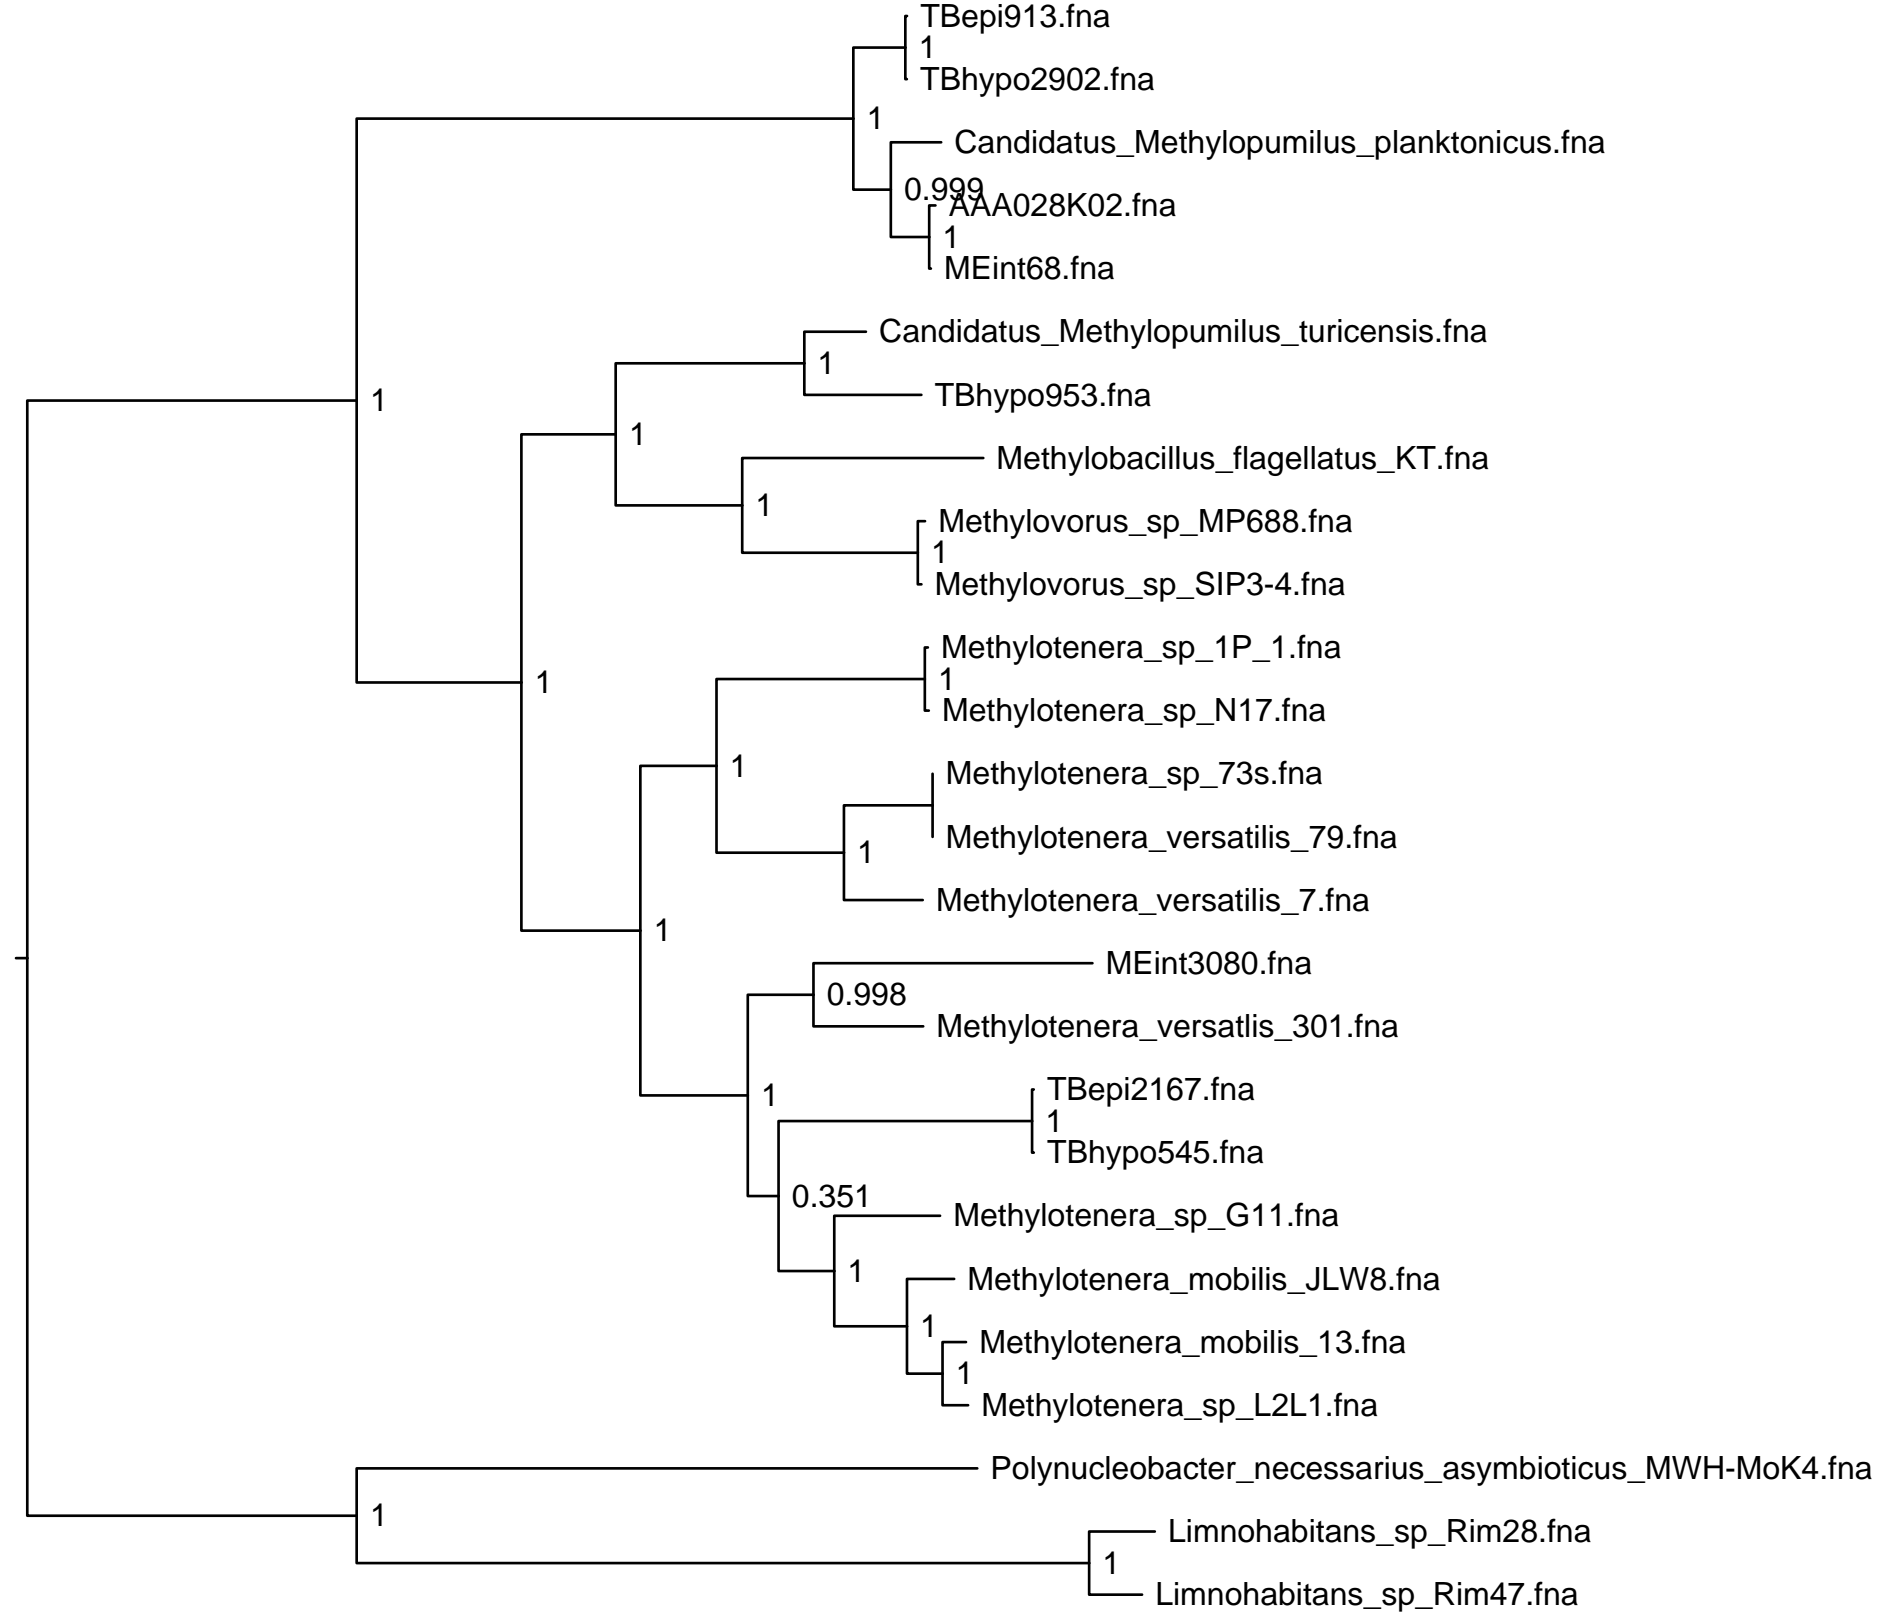 TBepi913.fna
1
TBhypo2902.fna
1
Candidatus_Methylopumilus_planktonicus.fna
0.999
AAA028K02.fna
1
MEint68.fna
Candidatus_Methylopumilus_turicensis.fna
1
TBhypo953.fna
1
1
Methylobacillus_flagellatus_KT.fna
1
Methylovorus_sp_MP688.fna
1
Methylovorus_sp_SIP3-4.fna
Methylotenera_sp_1P_1.fna
1
1
Methylotenera_sp_N17.fna
1
Methylotenera_sp_73s.fna
Methylotenera_versatilis_79.fna
1
Methylotenera_versatilis_7.fna
1
MEint3080.fna
0.998
Methylotenera_versatlis_301.fna
TBepi2167.fna
1
1
TBhypo545.fna
0.351
Methylotenera_sp_G11.fna
1
Methylotenera_mobilis_JLW8.fna
1
Methylotenera_mobilis_13.fna
1
Methylotenera_sp_L2L1.fna
Polynucleobacter_necessarius_asymbioticus_MWH-MoK4.fna
1
Limnohabitans_sp_Rim28.fna
1
Limnohabitans_sp_Rim47.fna